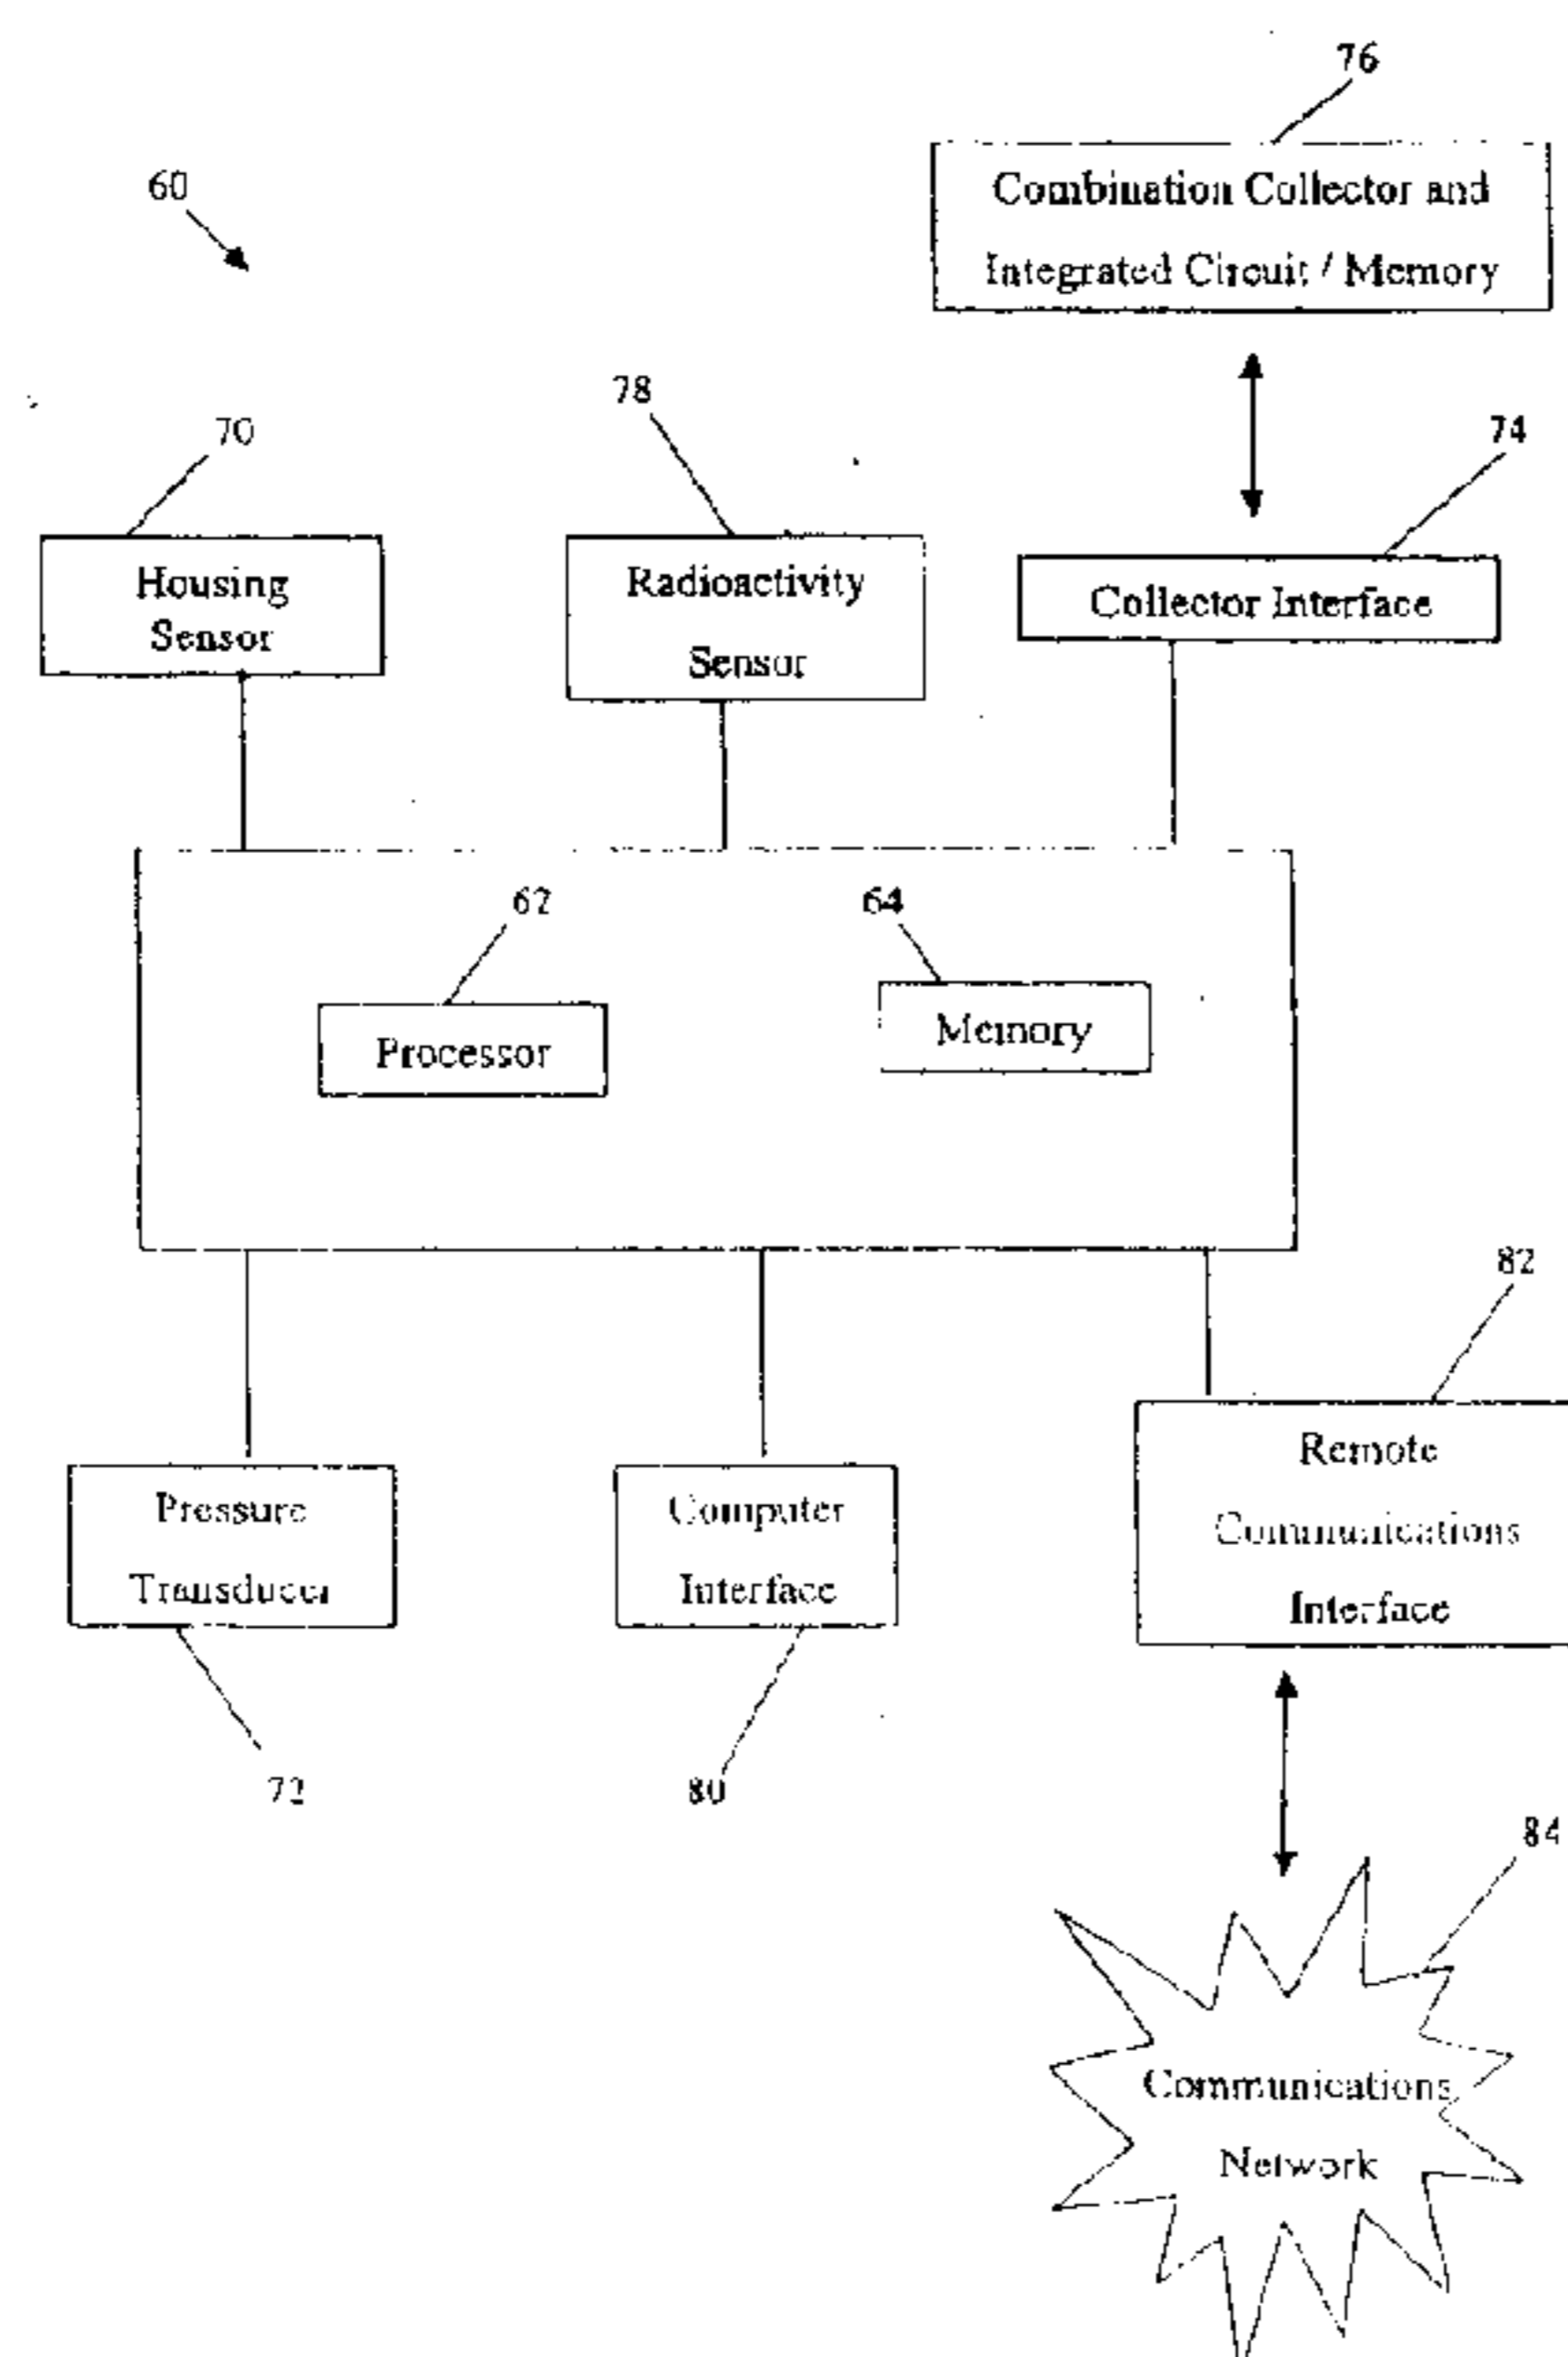 76
Combination Collector and
Integrated Circuit / Memory
60
78
70
74
Housing
Sensor
Radioactivity
Sensor
Collector Interface
62
64
Processor
Memory
82
Pressure
Transducer
Computer
Interface
Remote
Communications
Interface
72
80
84
Communications
Network